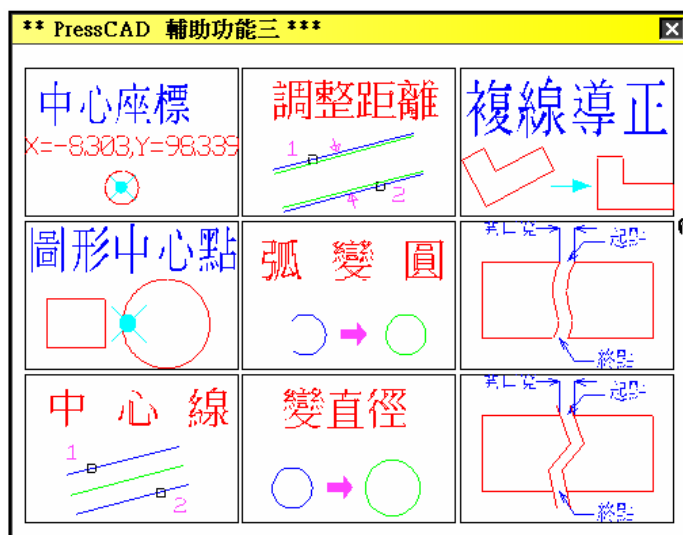 ** PressCAD 輔助功能三 ***
中心座標
X=-8.303,Y=98.339
調整距離
1
2
複線導正
圖形中心點
弧 變 圓
起點
終點
中 心 線
1
2
變直徑
起點
終點